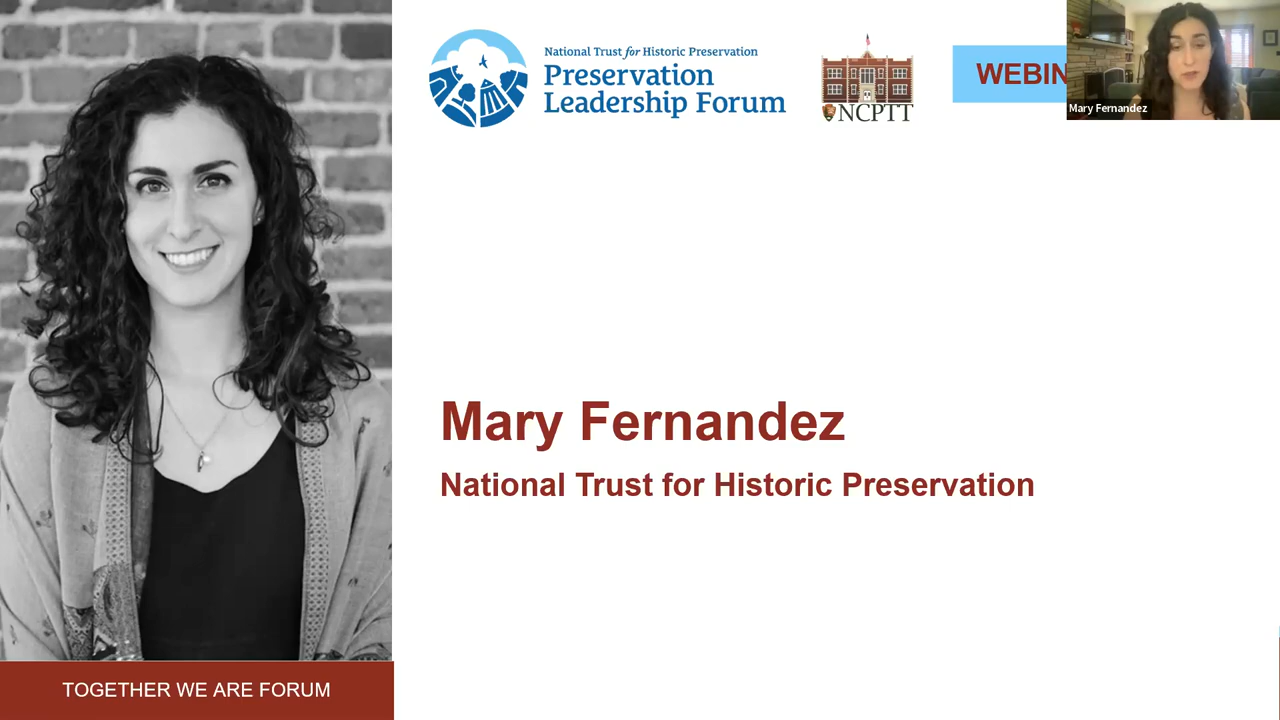 National Trust for Historic Preservation
Preservation
Leadership Forum
NCPTT
WEBIN
Mary Fernandez
Mary Fernandez
National Trust for Historic Preservation
TOGETHER WE ARE FORUM